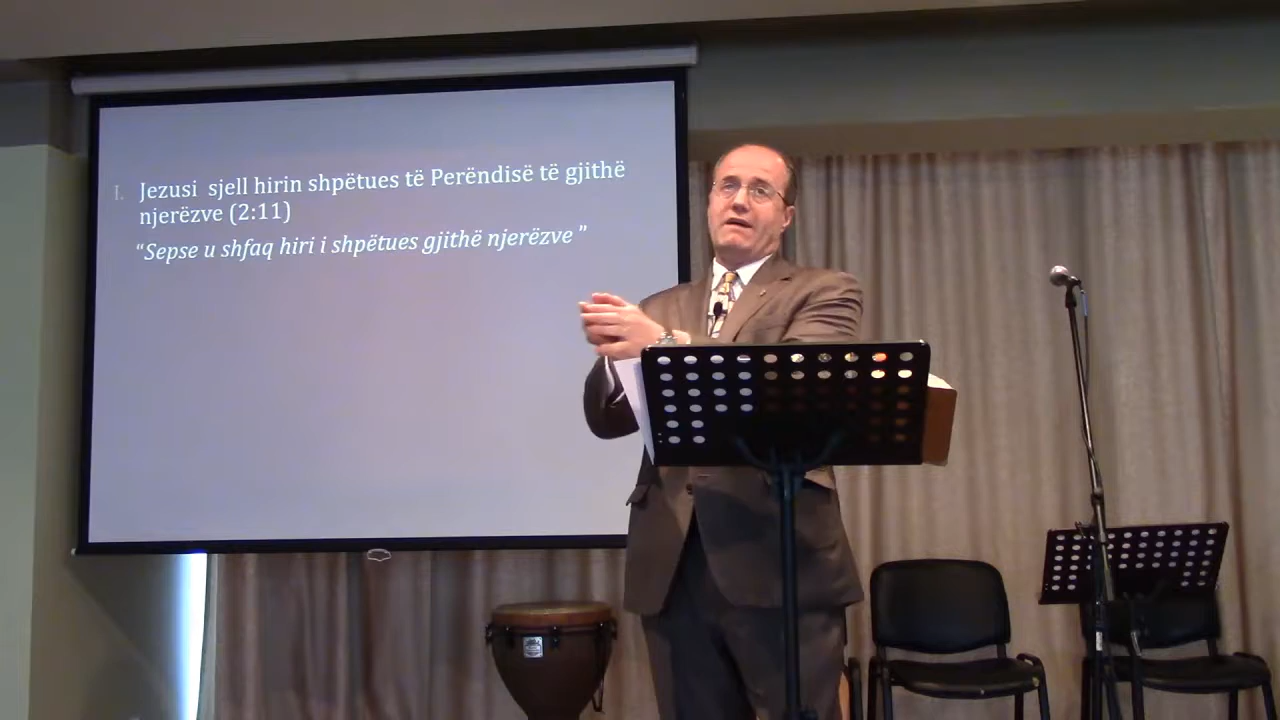 I. Jezusi sjell hirin shpëtues të Perëndisë të gjithë
njerëzve (2:11)
“Sepse u shfaq hiri i shpëtues gjithë njerëzve ”